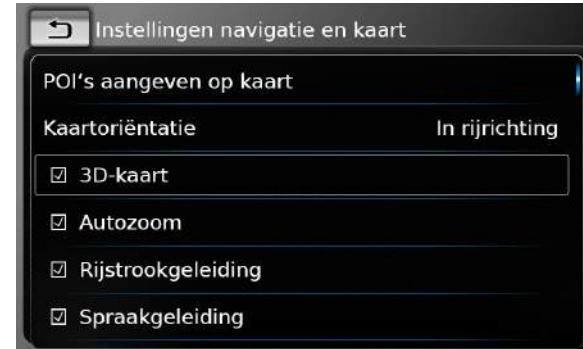 Instellingen navigatie en kaart
POI‘s aangeven op kaart
Kaartoriëntatie In rijrichting
3D-kaart
Autozoom
Rijstrookgeleiding
Spraakgeleiding